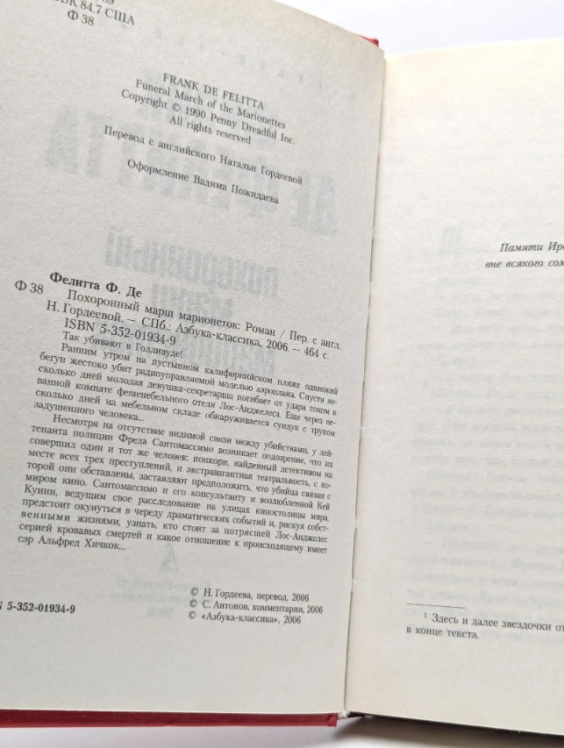 84.7 США
Ф 38
FRANK DE FELITTA
Funeral March of the Marionettes
Copyright © 1990 Penny Dreadful Inc.
All rights reserved
Перевод с английского Натальи Гордеевой
Оформление Вадима Пожидаева
Фелитта Ф. Де
Ф 38
Похоронный марш марионеток: Роман / Пер. с англ.
Н. Гордеевой. — СПб.: Азбука-классика, 2006. — 464 с.
ISBN 5-352-01934-9
Так убивают в Голливуде!
Ранним утром на пустынном калифорнийском пляже одинокий
бегун жестоко убит радиоуправляемой моделью аэроплана. Спустя не-
сколько дней молодая девушка-секретарша погибает от удара током в
ванной комнате фешенебельного отеля Лос-Анджелеса. Еще через не-
сколько дней на мебельном складе обнаруживается сундук с трупом
задушенного человека...
Несмотря на отсутствие видимой связи между убийствами, у лей-
тенанта полиции Фреда Сантомассимо возникает подозрение, что их
совершил один и тот же человек: попкорн, найденный детективом на
месте всех трех преступлений, и экстравагантная театральность, с ко-
торой они обставлены, заставляют предположить, что убийца связан с
миром кино. Сантомассимо и его консультанту и возлюбленной Кей
Куинн, ведущим свое расследование на улицах киностолицы мира,
предстоит окунуться в череду драматических событий и, рискуя собст-
венными жизнями, узнать, кто стоит за потрясшей Лос-Анджелес
серией кровавых смертей и какое отношение к происходящему имеет
сэр Альфред Хичкок...
© Н. Гордеева, перевод, 2006
© С. Антонов, комментарии, 2006
© «Азбука-классика», 2006
5-352-01934-9
Памяти
вне всякого
¹ Здесь и далее звездочки
в конце текста.